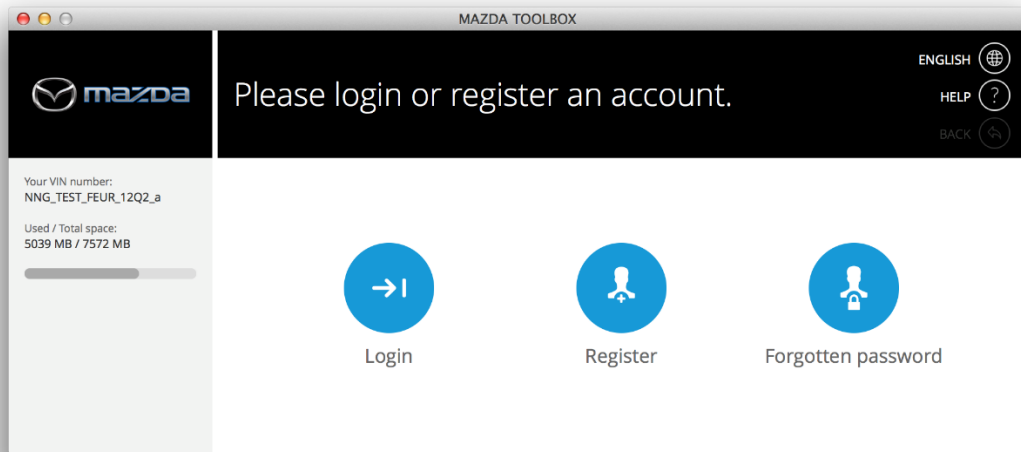 MAZDA TOOLBOX
mazda
Please login or register an account.
ENGLISH
HELP
?
BACK
Your VIN number:
NNG_TEST_FEUR_12Q2_a
Used / Total space:
5039 MB / 7572 MB
Login
Register
Forgotten password